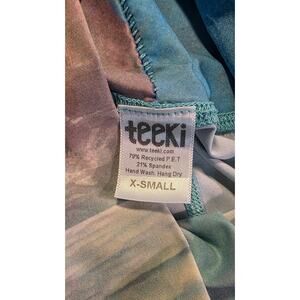 teeki
www.teeki.com
79% Recycled P.E.T
21% Spandex
Hand Wash. Hang Dry
X-SMALL